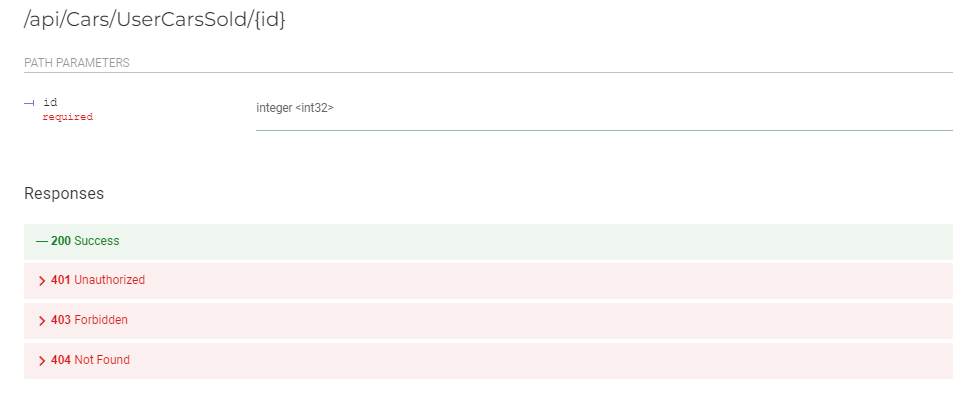 /api/Cars/UserCarsSold/{id}
PATH PARAMETERS
id
integer <int32>
required
Responses
200 Success
401 Unauthorized
403 Forbidden
404 Not Found